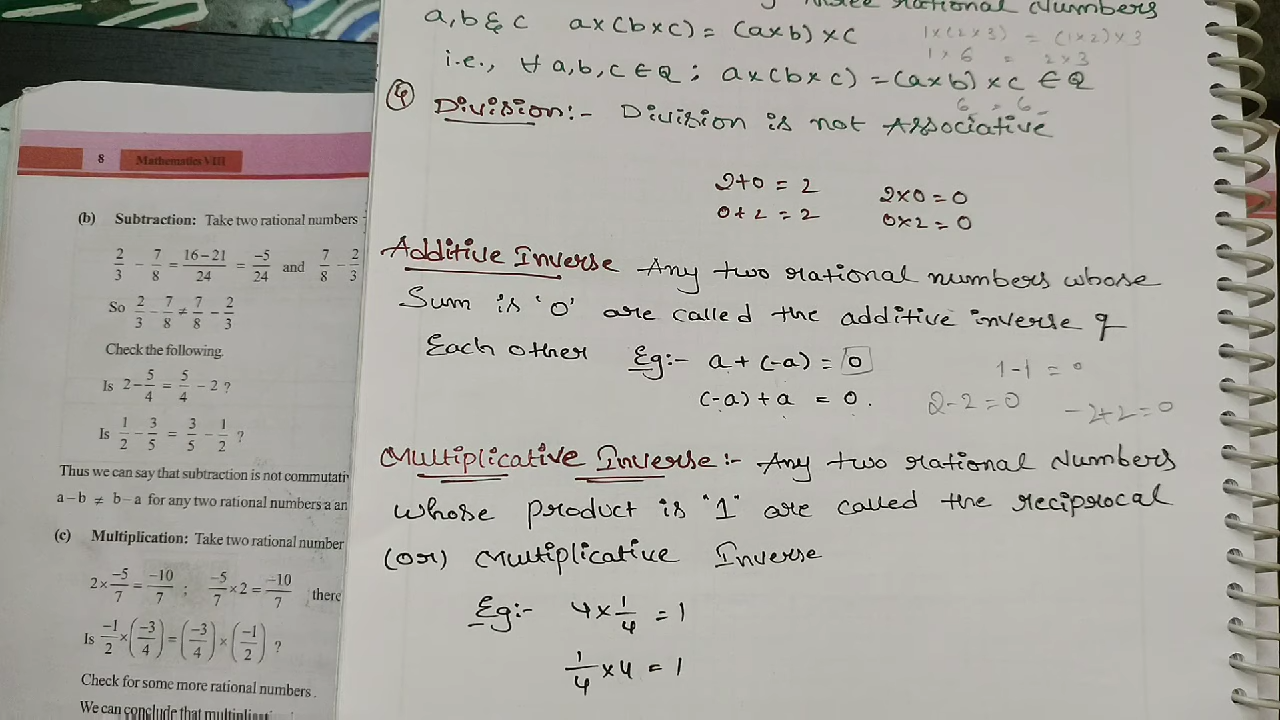 8 Mathematics VIII
(b) Subtraction: Take two rational numbers
2/3 - 7/8 = 16-21/24 = -5/24 and 7/8 - 2/3
So 2/3 - 7/8 ≠ 7/8 - 2/3
Check the following.
Is 2 - 5/4 = 5/4 - 2 ?
Is 1/2 - 3/5 = 3/5 - 1/2 ?
Thus we can say that subtraction is not
a-b ≠ b-a for any two rational numbers a an
(c) Multiplication: Take two rational number
2 × -5/7 = -10/7 ; -5/7 × 2 = -10/7 there
Is -1/2 × (-3/4) = (-3/4) × (-1/2) ?
Check for some more rational numbers.
We can conclude that
rational Numbers
a,b & c a×(b×c) = (a×b)×c 1×(2×3) = (1×2)×3
1×6 = 2×3
i.e., ∀ a,b,c ∈ Q ; a×(b×c) = (a×b)×c ∈ Q
6 = 6
④ Division:- Division is not Associative
2+0 = 2 2×0=0
0+2=2 0×2=0
Additive Inverse Any two rational numbers whose
Sum is '0' are called the additive inverse of
Each other Eg:- a+(-a) = 0 1-1=0
(-a)+a = 0. 2-2=0 -2+2=0
Multiplicative Inverse:- Any two rational Numbers
whose product is "1" are called the reciprocal
(or) Multiplicative Inverse
Eg:- 4×1/4 = 1
1/4×4 = 1